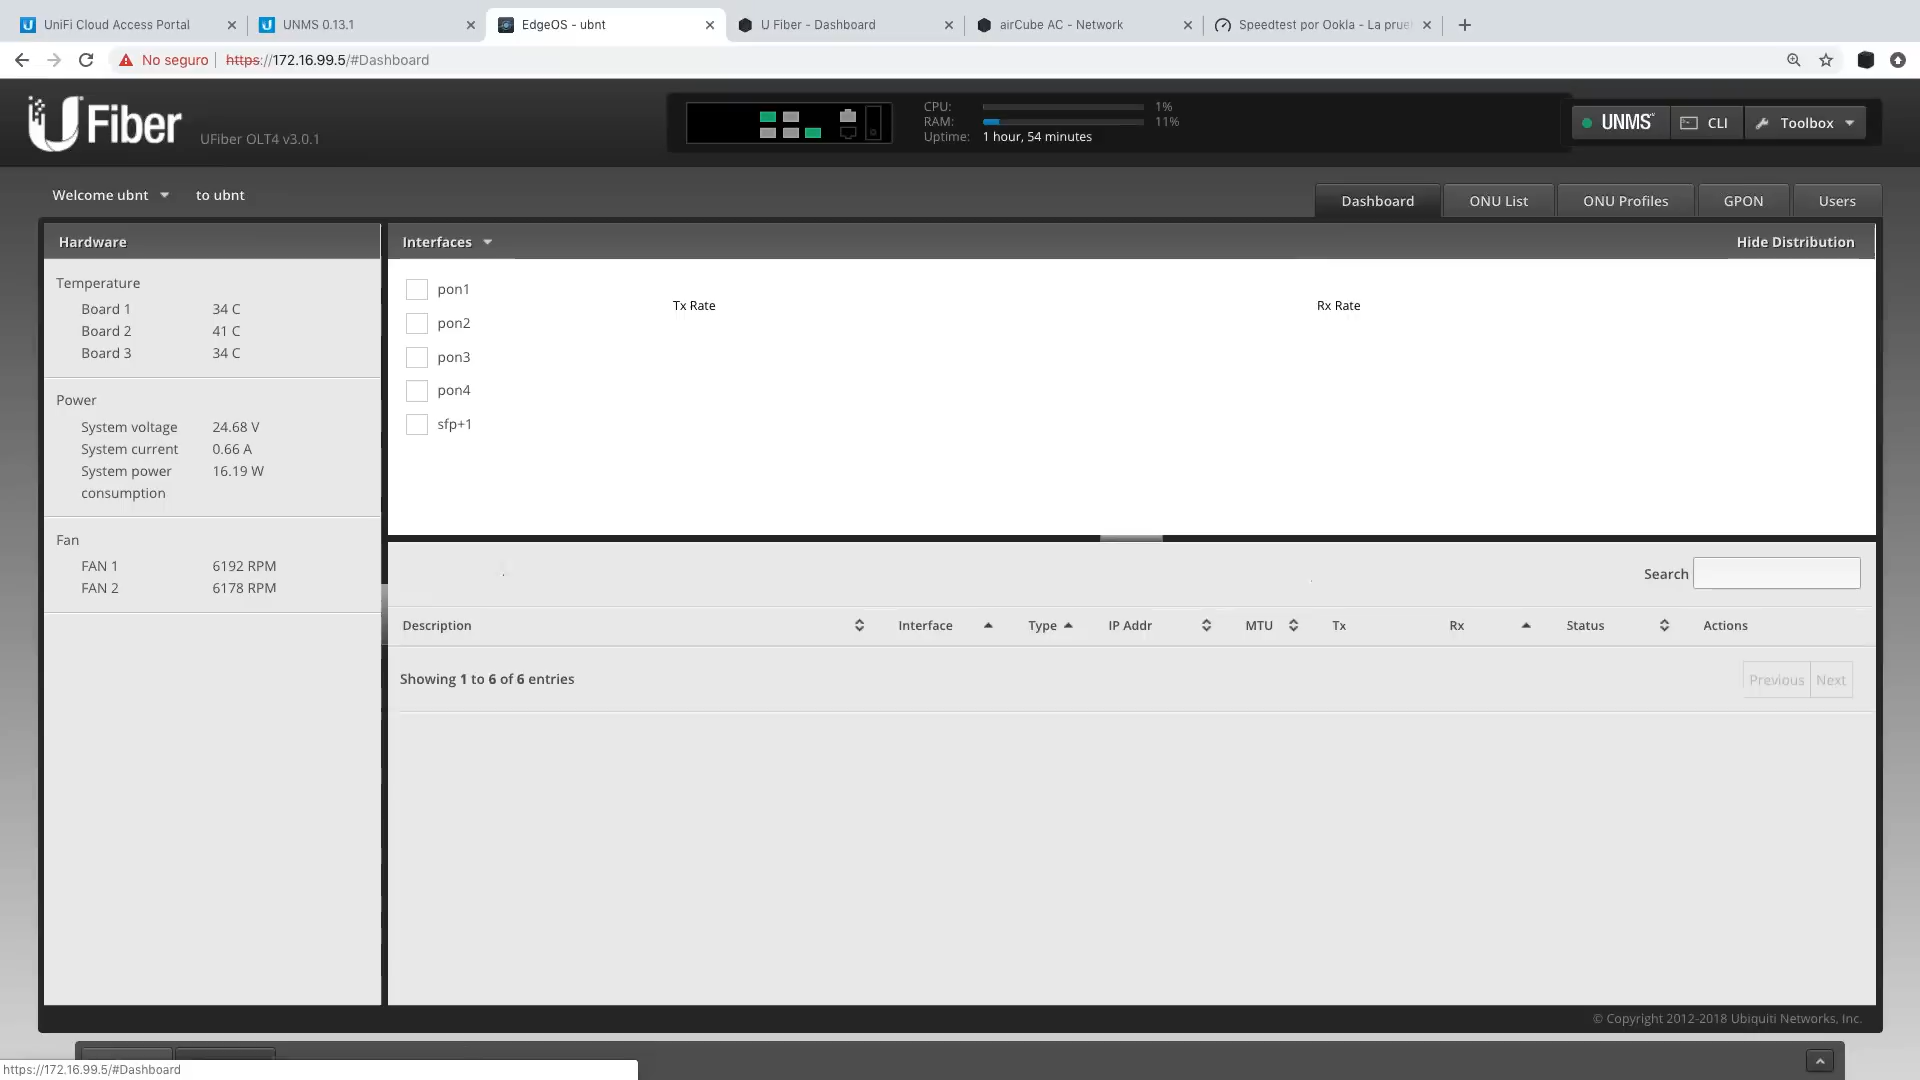 UniFi Cloud Access Portal
UNMS 0.13.1
EdgeOS - ubnt
U Fiber - Dashboard
airCube AC - Network
Speedtest por Ookla - La prue
No seguro
https://172.16.99.5/#Dashboard
U Fiber
UFiber OLT4 v3.0.1
CPU: 1%
RAM: 11%
Uptime: 1 hour, 54 minutes
UNMS
CLI
Toolbox
Welcome ubnt
to ubnt
Dashboard
ONU List
ONU Profiles
GPON
Users
Hardware
Temperature
Board 1 34 C
Board 2 41 C
Board 3 34 C
Power
System voltage 24.68 V
System current 0.66 A
System power 16.19 W
consumption
Fan
FAN 1 6192 RPM
FAN 2 6178 RPM
Interfaces
Hide Distribution
pon1
pon2
pon3
pon4
sfp+1
Tx Rate
Rx Rate
Search
Description Interface Type IP Addr MTU Tx Rx Status Actions
Showing 1 to 6 of 6 entries
Previous Next
© Copyright 2012-2018 Ubiquiti Networks, Inc.
https://172.16.99.5/#Dashboard